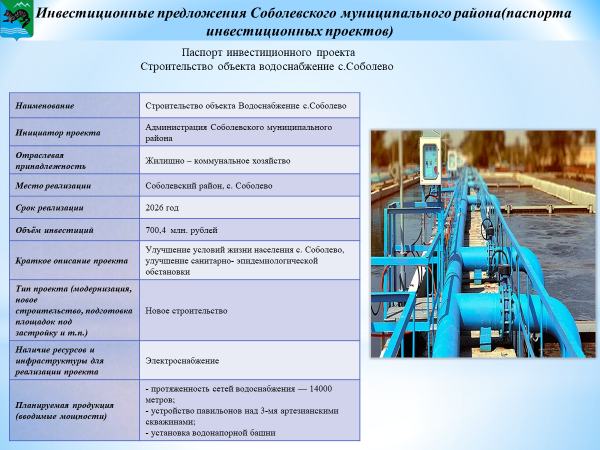 Инвестиционные предложения Соболевского муниципального района(паспорта
инвестиционных проектов)
Паспорт инвестиционного проекта
Строительство объекта водоснабжение с.Соболево
Наименование
Строительство объекта Водоснабжение с.Соболево
Инициатор проекта
Администрация Соболевского муниципального
района
Отраслевая
принадлежность
Жилищно – коммунальное хозяйство
Место реализации
Соболевский район, с. Соболево
Срок реализации
2026 год
Объём инвестиций
700,4 млн. рублей
Краткое описание проекта
Улучшение условий жизни населения с. Соболево,
улучшение санитарно- эпидемиологической
обстановки
Тип проекта (модернизация,
новое
строительство, подготовка
площадок под
застройку и т.п.)
Новое строительство
Наличие ресурсов и
инфраструктуры для
реализации проекта
Электроснабжение
Планируемая продукция
(вводимые мощности)
- протяженность сетей водоснабжения — 14000
метров;
- устройство павильонов над 3-мя артезианскими
скважинами;
- установка водонапорной башни